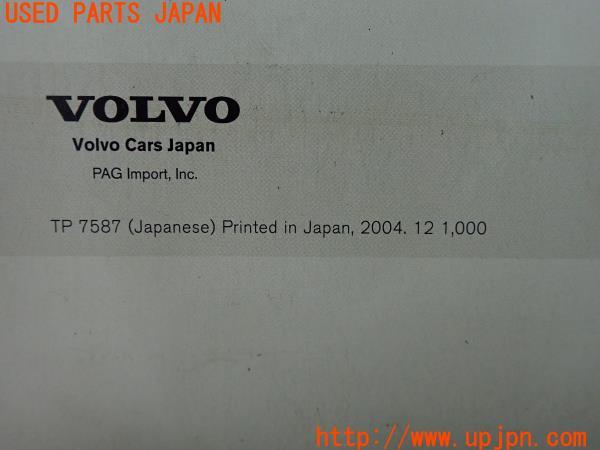 USED PARTS JAPAN
VOLVO
Volvo Cars Japan
PAG Import, Inc.
TP 7587 (Japanese) Printed in Japan, 2004. 12 1,000
http://www.upjpn.com/